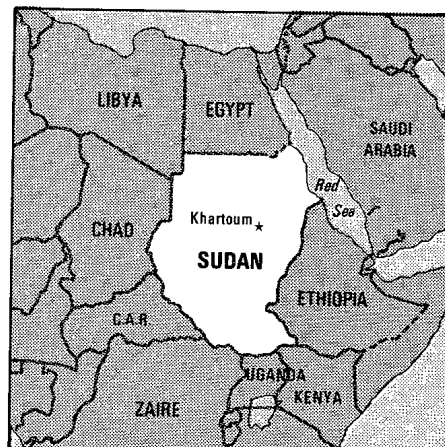 LIBYA
EGYPT
SAUDI
ARABIA
Red
Sea
Khartoum
CHAD
SUDAN
ETHIOPIA
C.A.R.
UGANDA
KENYA
ZAIRE